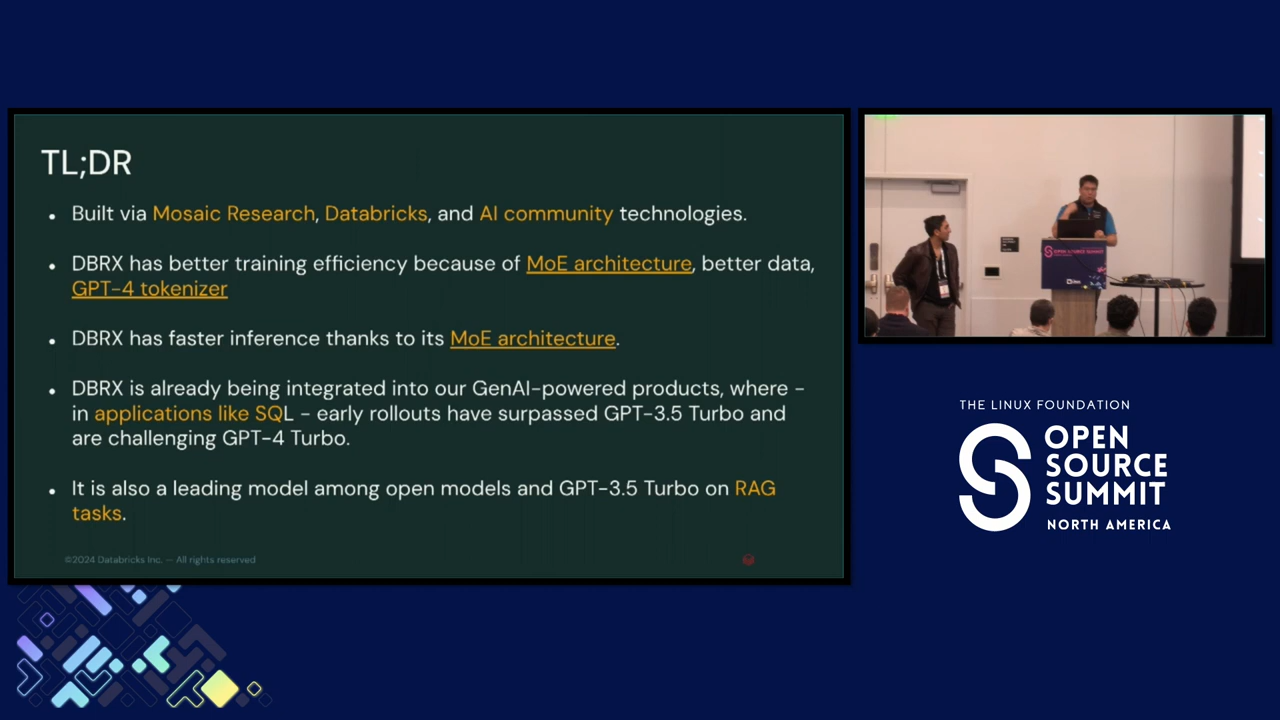 TL;DR
• Built via Mosaic Research, Databricks, and AI community technologies.
• DBRX has better training efficiency because of MoE architecture, better data,
GPT-4 tokenizer
• DBRX has faster inference thanks to its MoE architecture.
• DBRX is already being integrated into our GenAI-powered products, where –
in applications like SQL – early rollouts have surpassed GPT-3.5 Turbo and
are challenging GPT-4 Turbo.
• It is also a leading model among open models and GPT-3.5 Turbo on RAG
tasks.
©2024 Databricks Inc. — All rights reserved
THE LINUX FOUNDATION
OPEN
SOURCE
SUMMIT
NORTH AMERICA